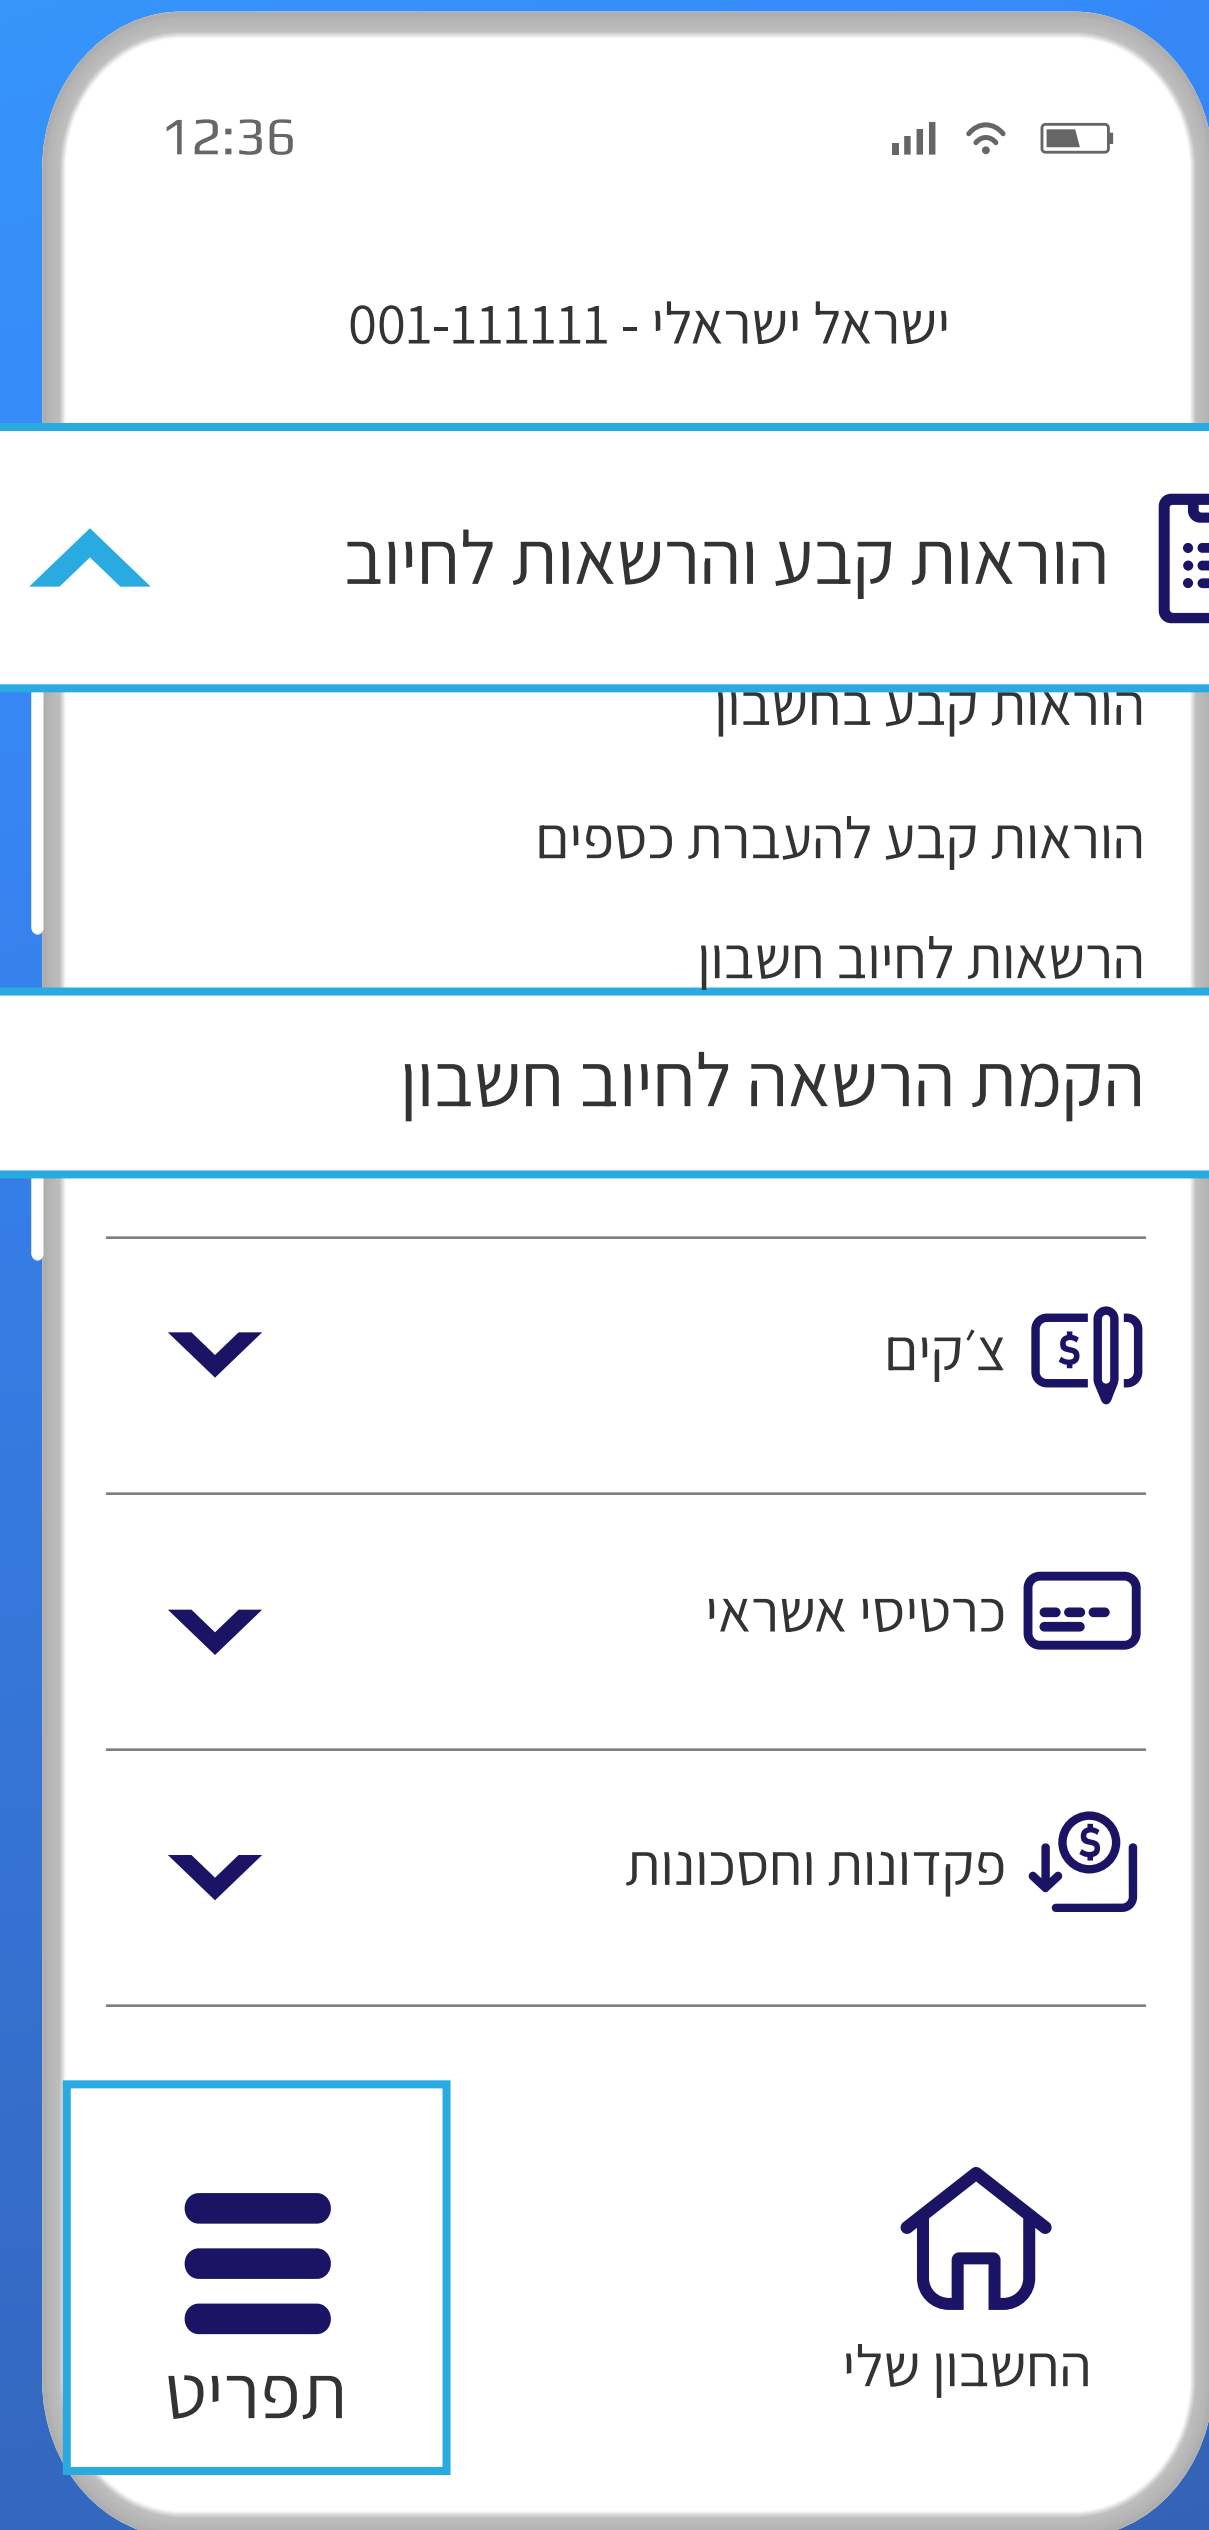 12:36
ישראל ישראלי - 001-111111
הוראות קבע והרשאות לחיוב
הוראות קבע בחשבון
הוראות קבע להעברת כספים
הרשאות לחיוב חשבון
הקמת הרשאה לחיוב חשבון
צ׳קים
כרטיסי אשראי
פקדונות וחסכונות
החשבון שלי
תפריט